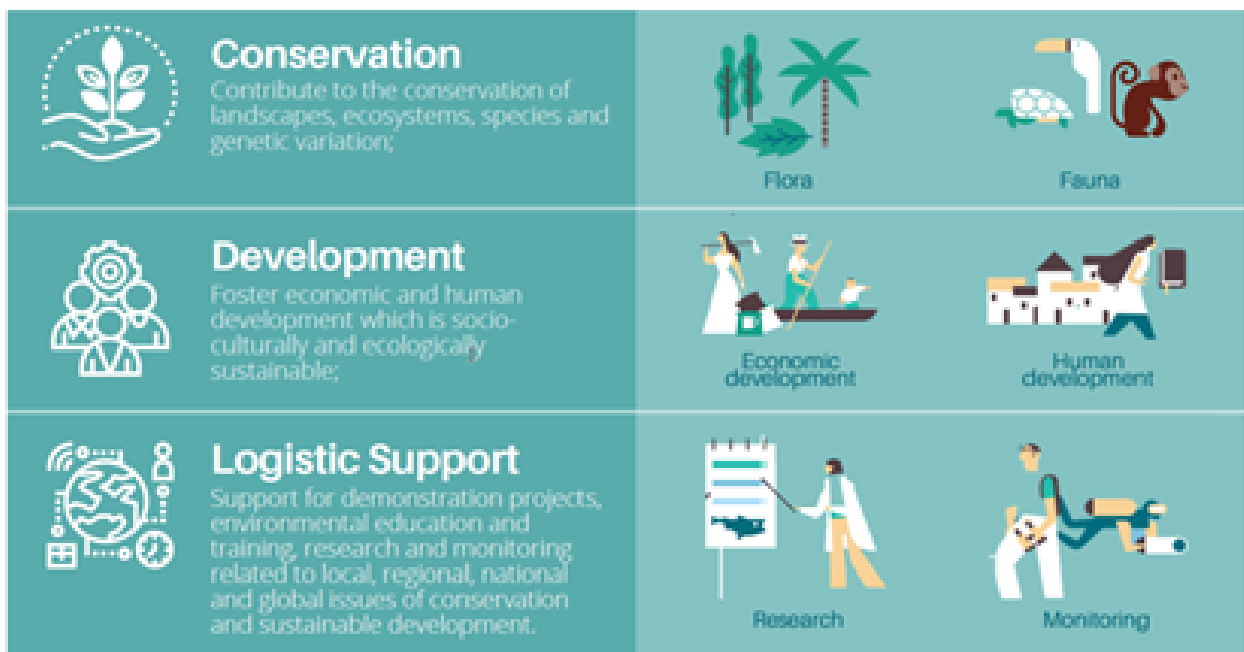 Conservation
Contribute to the conservation of
landscapes, ecosystems, species and
genetic variation;
Flora
Fauna
Development
Foster economic and human
development which is socio-
culturally and ecologically
sustainable;
Economic
development
Human
development
Logistic Support
Support for demonstration projects,
environmental education and
training, research and monitoring
related to local, regional, national
and global issues of conservation
and sustainable development.
Research
Monitoring